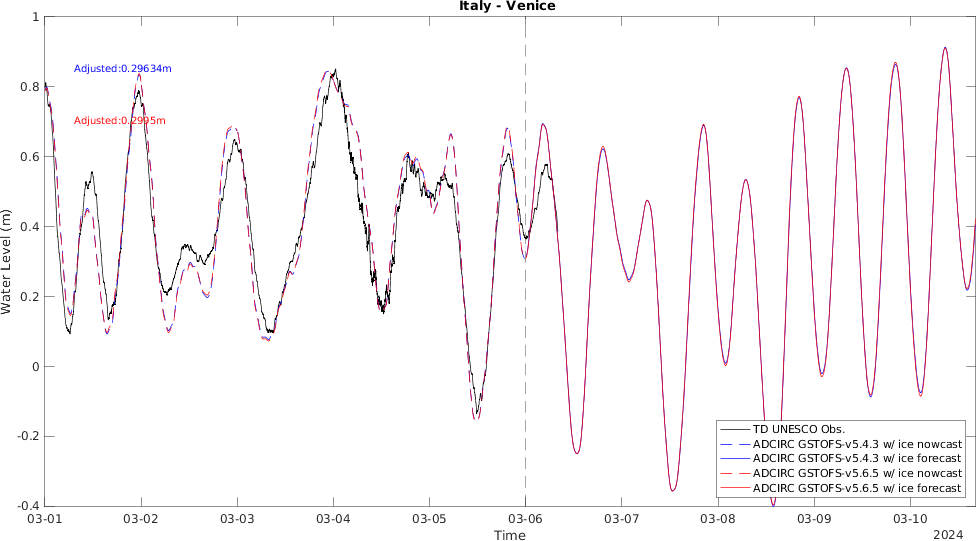 Italy - Venice
1
Adjusted:0.29634m
0.8
Adjusted:0.2995m
0.6
0.4
Water Level (m)
0.2
0
-0.2
-0.4
TD UNESCO Obs.
ADCIRC GSTOFS-v5.4.3 w/ ice nowcast
ADCIRC GSTOFS-v5.4.3 w/ ice forecast
ADCIRC GSTOFS-v5.6.5 w/ ice nowcast
ADCIRC GSTOFS-v5.6.5 w/ ice forecast
03-01 03-02 03-03 03-04 03-05 03-06 03-07 03-08 03-09 03-10
Time
2024